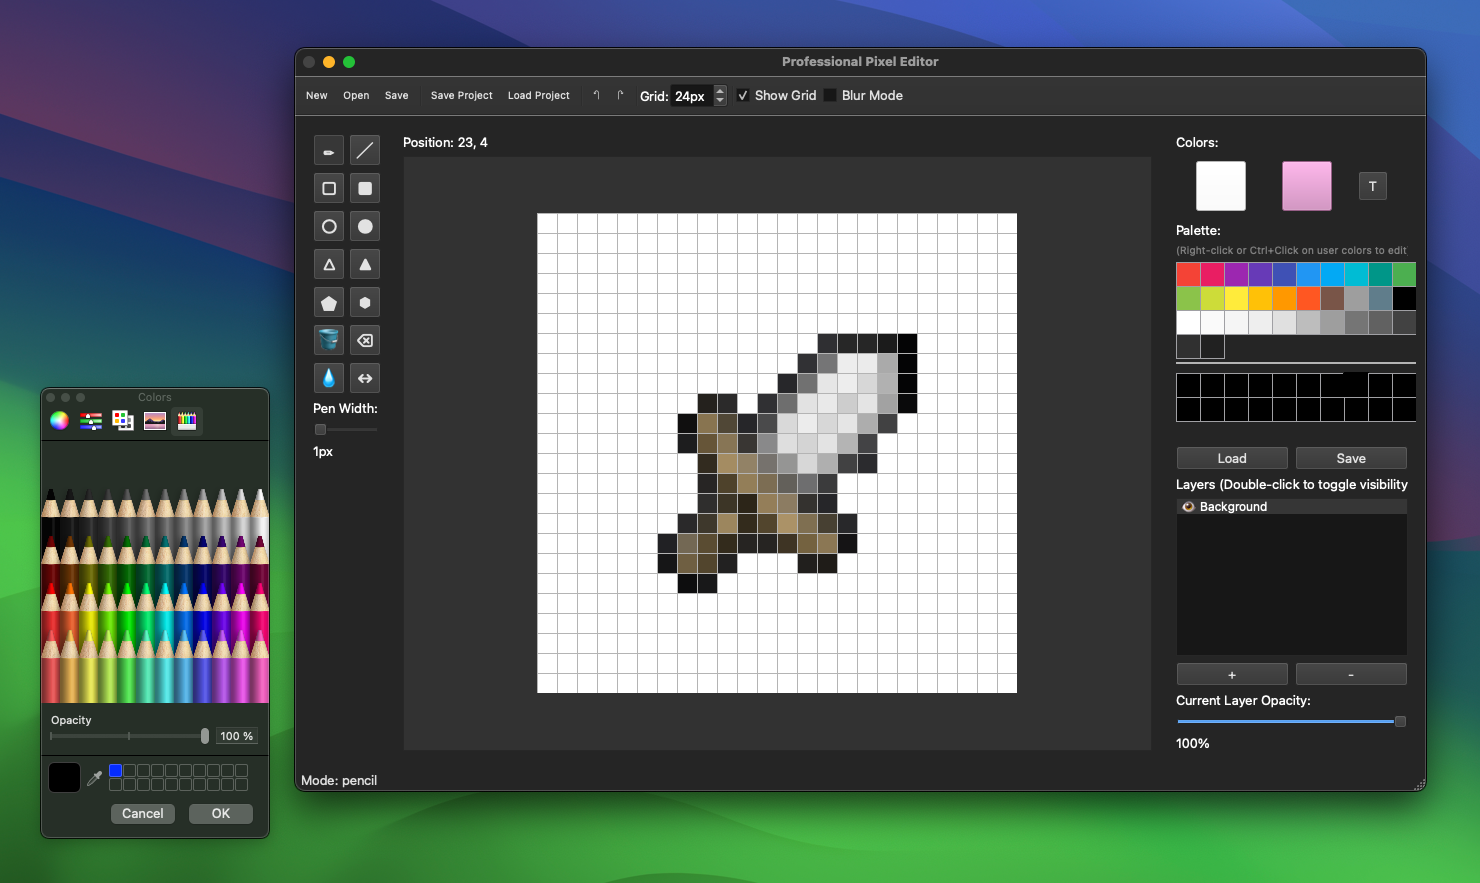 Professional Pixel Editor
New Open Save Save Project Load Project Grid: 24px Show Grid Blur Mode
Position: 23, 4
Colors:
T
Palette:
(Right-click or Ctrl+Click on user colors to edit
Pen Width:
1px
Load Save
Layers (Double-click to toggle visibility
Background
+ -
Current Layer Opacity:
100%
Mode: pencil
Colors
Opacity
100 %
Cancel OK